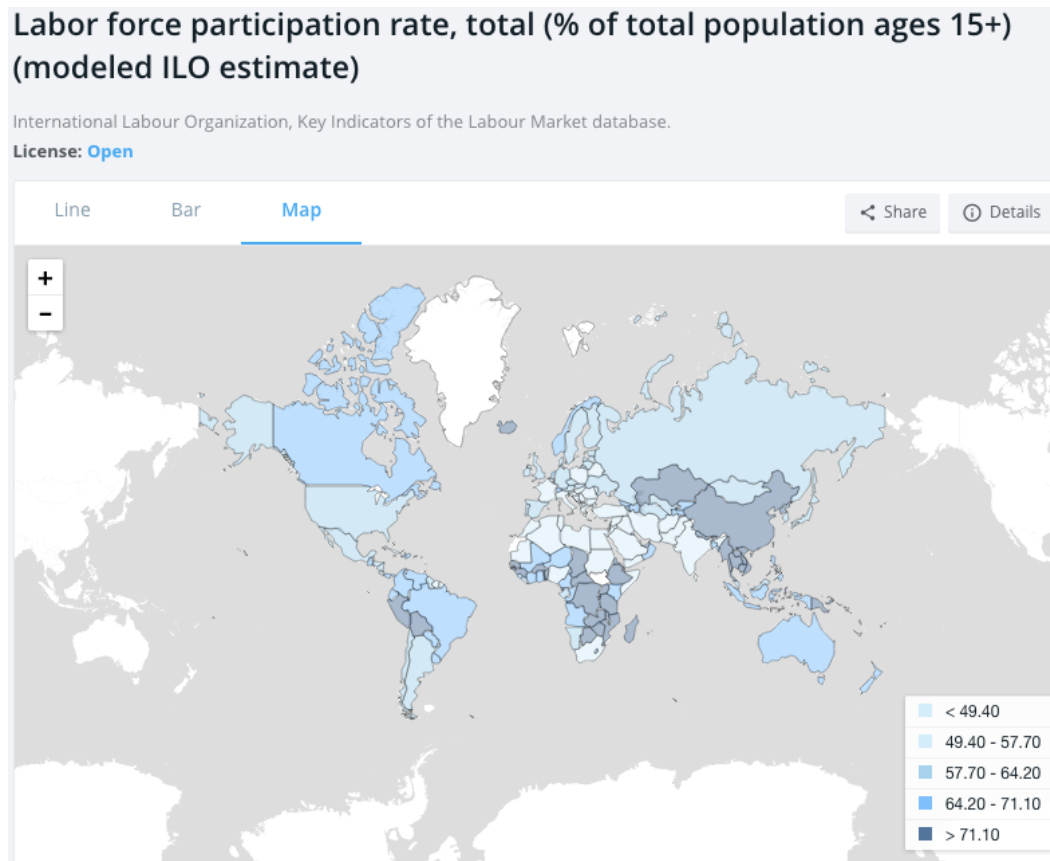 Labor force participation rate, total (% of total population ages 15+)
(modeled ILO estimate)
International Labour Organization, Key Indicators of the Labour Market database.
License: Open
Line
Bar
Map
Share
Details
+
−
< 49.40
49.40 - 57.70
57.70 - 64.20
64.20 - 71.10
> 71.10